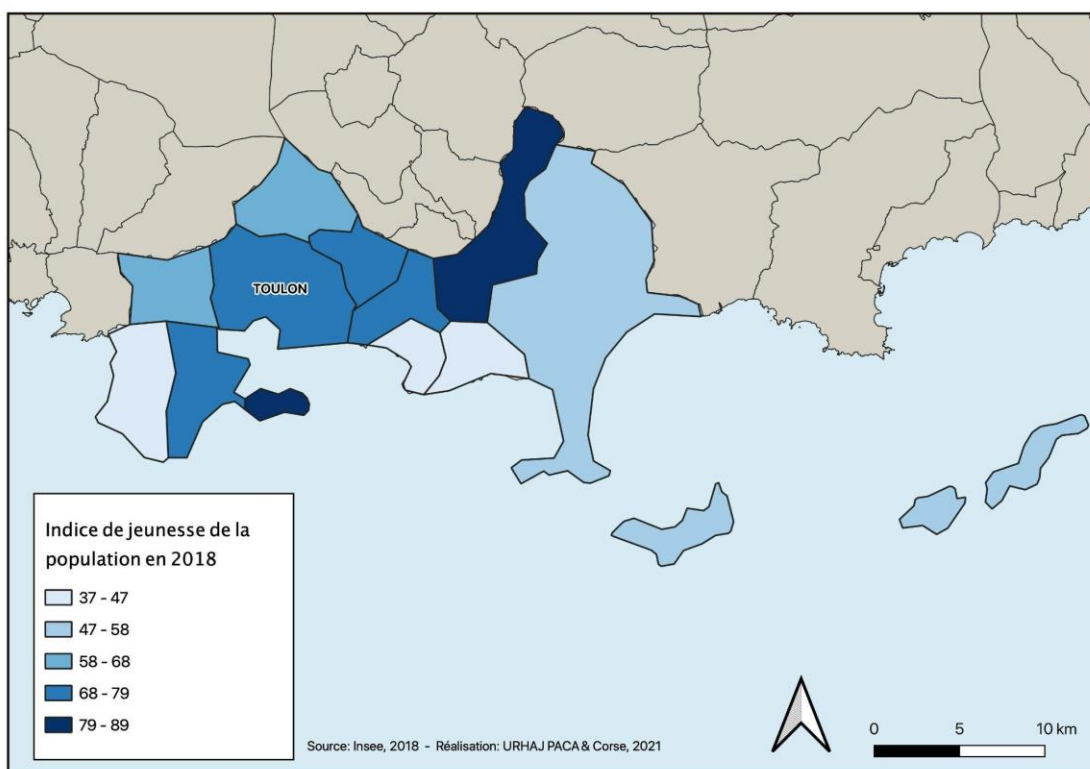 TOULON
Indice de jeunesse de la
population en 2018
37 - 47
47 - 58
58 - 68
68 - 79
79 - 89
Source: Insee, 2018 - Réalisation: URHAJ PACA & Corse, 2021
0 5 10 km